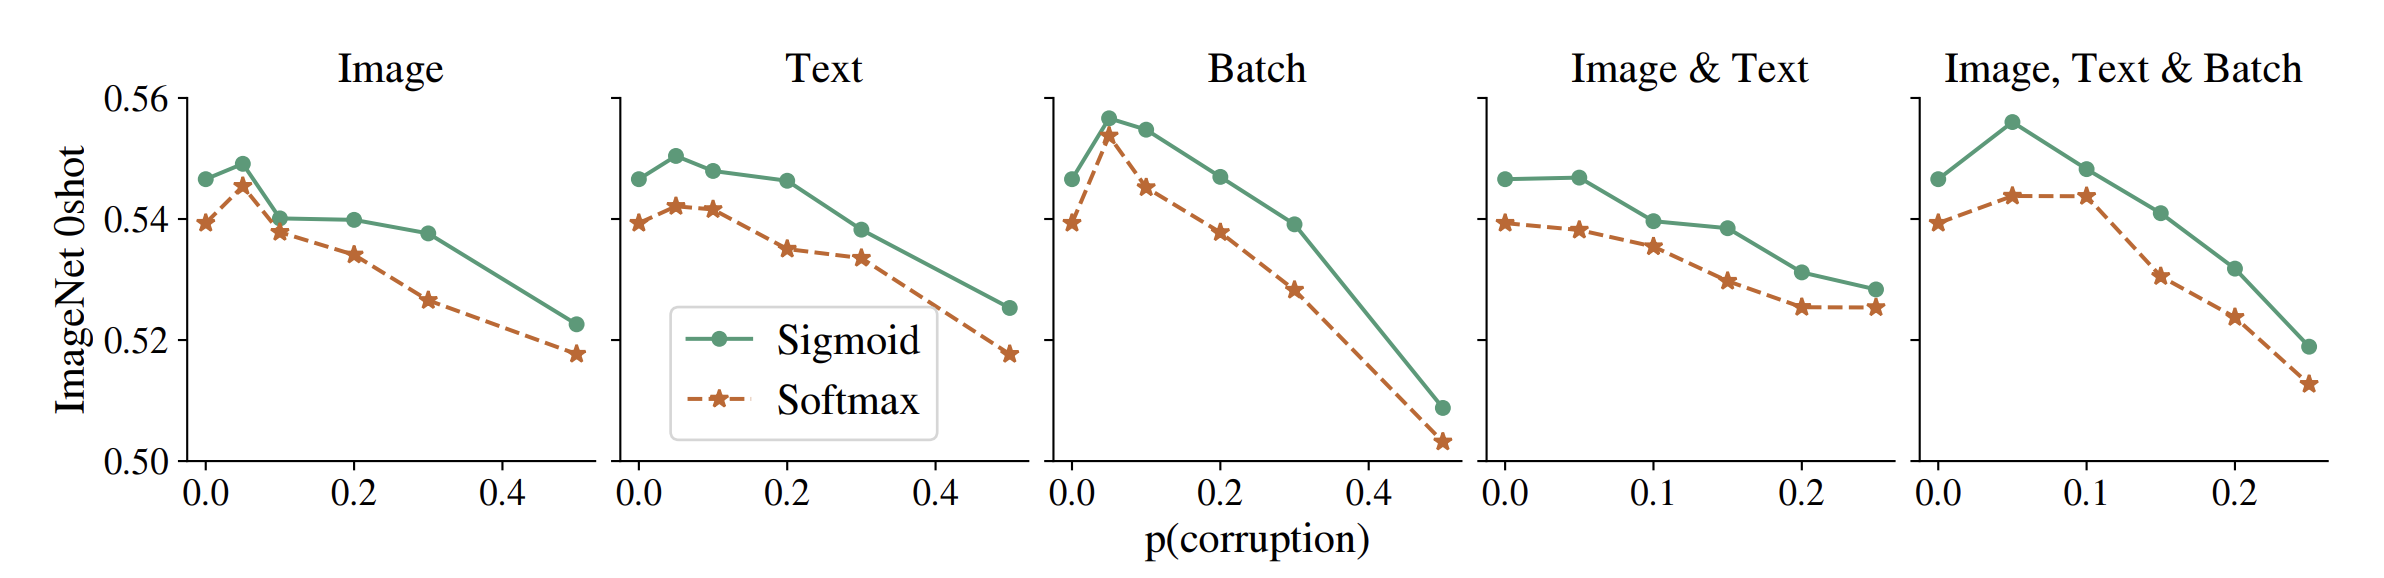 Image
Text
Batch
Image & Text
Image, Text & Batch
ImageNet 0shot
0.56
0.54
0.52
0.50
Sigmoid
Softmax
0.0 0.2 0.4
0.0 0.2 0.4
0.0 0.2 0.4
0.0 0.1 0.2
0.0 0.1 0.2
p(corruption)